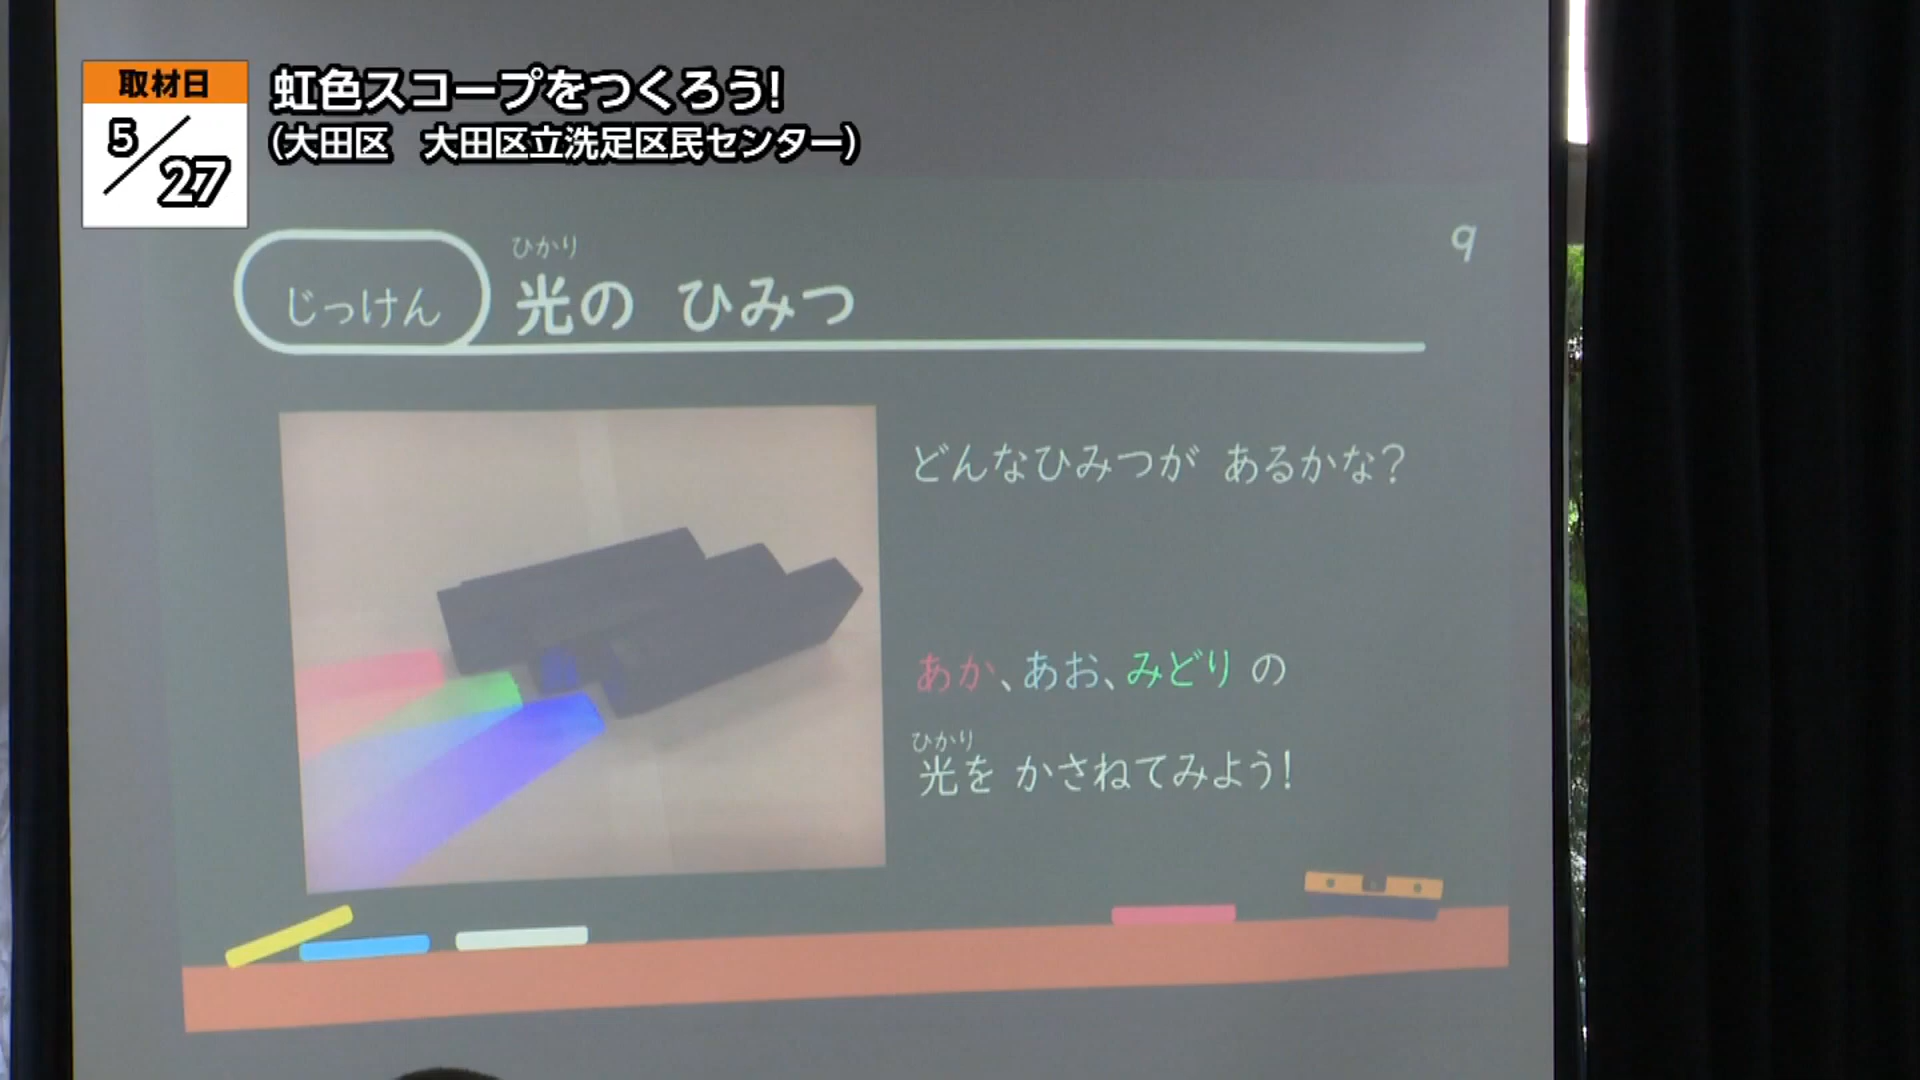 取材日
5/27
虹色スコープをつくろう!
(大田区 大田区立洗足区民センター)
9
じっけん
ひかり
光の ひみつ
どんなひみつが あるかな?
あか、あお、みどり の
ひかり
光を かさねてみよう!